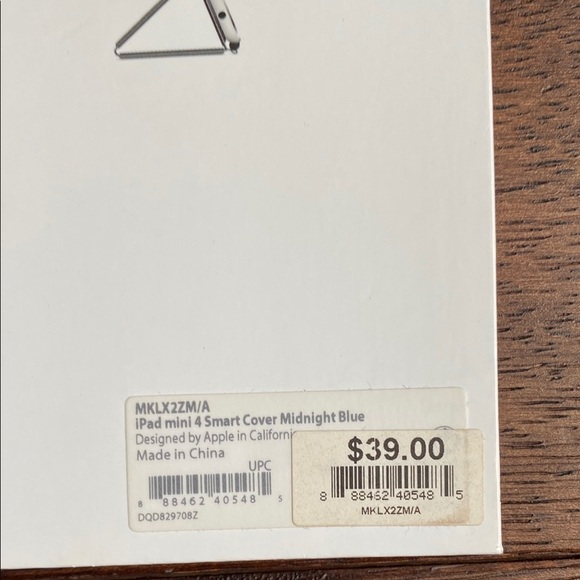 MKLX2ZM/A
iPad mini 4 Smart Cover Midnight Blue
Designed by Apple in Californi
Made in China
UPC
8 88462 40548 5
DQD829708Z
$39.00
8 88462 40548 5
MKLX2ZM/A